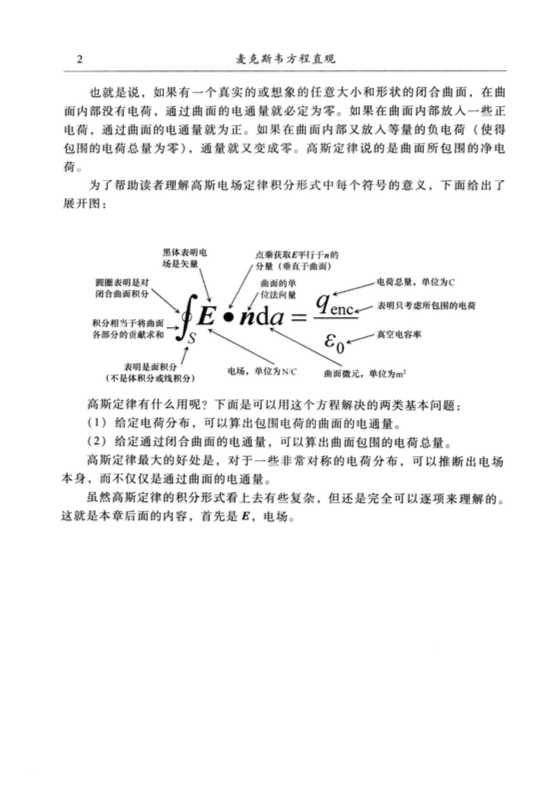 2 麦克斯韦方程直观
也就是说，如果有一个真实的或想象的任意大小和形状的闭合曲面，在曲
面内部没有电荷，通过曲面的电通量就必定为零。如果在曲面内部放入一些正
电荷，通过曲面的电通量就为正。如果在曲面内部又放入等量的负电荷（使得
包围的电荷总量为零），通量就又变成零。高斯定律说的是曲面所包围的净电
荷。
为了帮助读者理解高斯电场定律积分形式中每个符号的意义，下面给出了
展开图：
黑体表明电
场是矢量
点乘获取E平行于n的
分量（垂直于曲面）
圆圈表明是对
闭合曲面积分
曲面的单
位法向量
电荷总量，单位为C
表明只考虑所包围的电荷
积分相当于将曲面
各部分的贡献求和
∮S E • n da = qenc / ε0
真空电容率
表明是面积分
（不是体积分或线积分）
电场，单位为N/C
曲面微元，单位为m²
高斯定律有什么用呢？下面是可以用这个方程解决的两类基本问题：
（1）给定电荷分布，可以算出包围电荷的曲面的电通量。
（2）给定通过闭合曲面的电通量，可以算出曲面包围的电荷总量。
高斯定律最大的好处是，对于一些非常对称的电荷分布，可以推断出电场
本身，而不仅仅是通过曲面的电通量。
虽然高斯定律的积分形式看上去有些复杂，但还是完全可以逐项来理解的。
这就是本章后面的内容，首先是 E，电场。